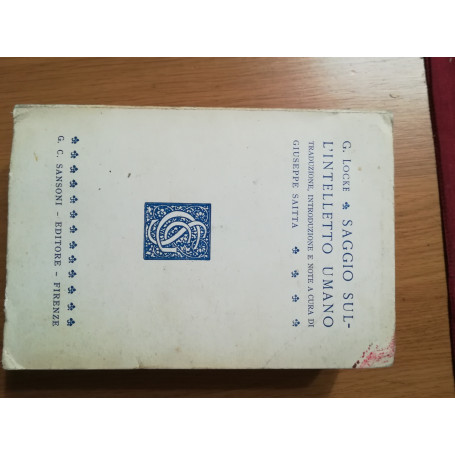 G. LOCKE ❧ SAGGIO SUL-
L'INTELLETTO UMANO
TRADUZIONE, INTRODUZIONE E NOTE A CURA DI
GIUSEPPE SAITTA
G. C. SANSONI – EDITORE – FIRENZE